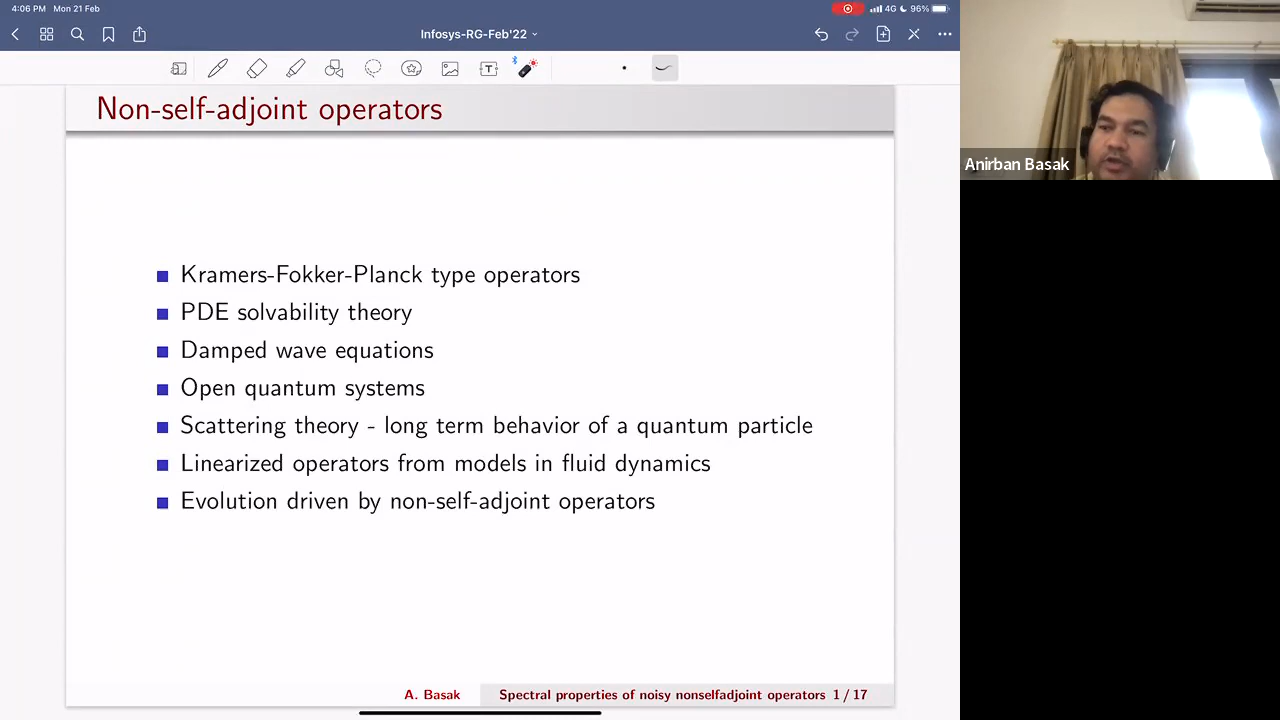 4:06 PM Mon 21 Feb
4G 96%
Infosys-RG-Feb'22
T
Non-self-adjoint operators
Anirban Basak
Kramers-Fokker-Planck type operators
PDE solvability theory
Damped wave equations
Open quantum systems
Scattering theory - long term behavior of a quantum particle
Linearized operators from models in fluid dynamics
Evolution driven by non-self-adjoint operators
A. Basak Spectral properties of noisy nonselfadjoint operators 1 / 17